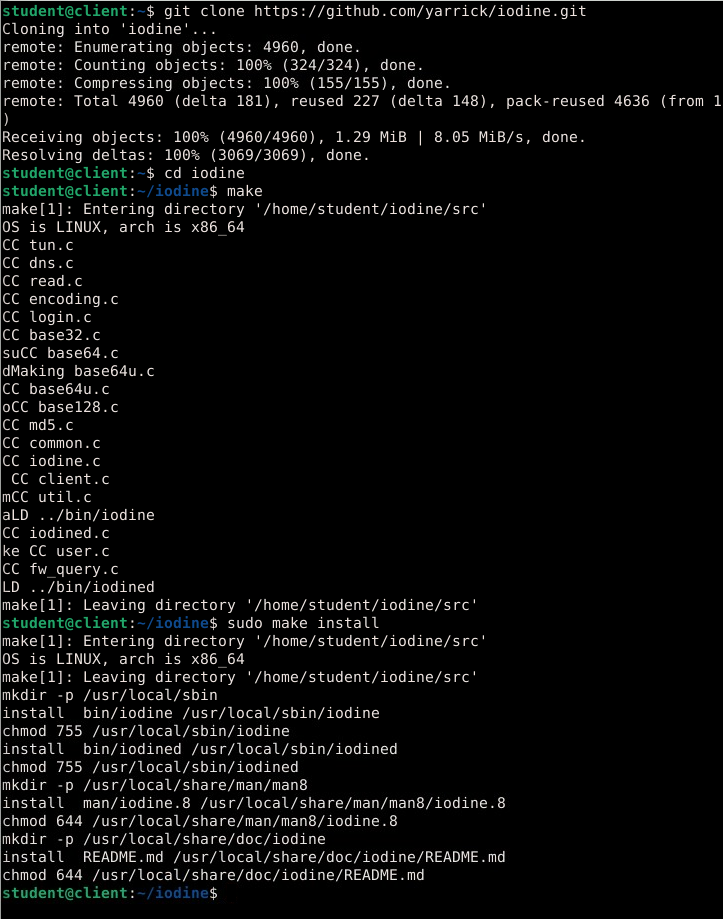 student@client:~$ git clone https://github.com/yarrick/iodine.git
Cloning into 'iodine'...
remote: Enumerating objects: 4960, done.
remote: Counting objects: 100% (324/324), done.
remote: Compressing objects: 100% (155/155), done.
remote: Total 4960 (delta 181), reused 227 (delta 148), pack-reused 4636 (from 1
)
Receiving objects: 100% (4960/4960), 1.29 MiB | 8.05 MiB/s, done.
Resolving deltas: 100% (3069/3069), done.
student@client:~$ cd iodine
student@client:~/iodine$ make
make[1]: Entering directory '/home/student/iodine/src'
OS is LINUX, arch is x86_64
CC tun.c
CC dns.c
CC read.c
CC encoding.c
CC login.c
CC base32.c
suCC base64.c
dMaking base64u.c
CC base64u.c
oCC base128.c
CC md5.c
CC common.c
CC iodine.c
 CC client.c
mCC util.c
aLD ../bin/iodine
CC iodined.c
ke CC user.c
CC fw_query.c
LD ../bin/iodined
make[1]: Leaving directory '/home/student/iodine/src'
student@client:~/iodine$ sudo make install
make[1]: Entering directory '/home/student/iodine/src'
OS is LINUX, arch is x86_64
make[1]: Leaving directory '/home/student/iodine/src'
mkdir -p /usr/local/sbin
install  bin/iodine /usr/local/sbin/iodine
chmod 755 /usr/local/sbin/iodine
install  bin/iodined /usr/local/sbin/iodined
chmod 755 /usr/local/sbin/iodined
mkdir -p /usr/local/share/man/man8
install  man/iodine.8 /usr/local/share/man/man8/iodine.8
chmod 644 /usr/local/share/man/man8/iodine.8
mkdir -p /usr/local/share/doc/iodine
install  README.md /usr/local/share/doc/iodine/README.md
chmod 644 /usr/local/share/doc/iodine/README.md
student@client:~/iodine$